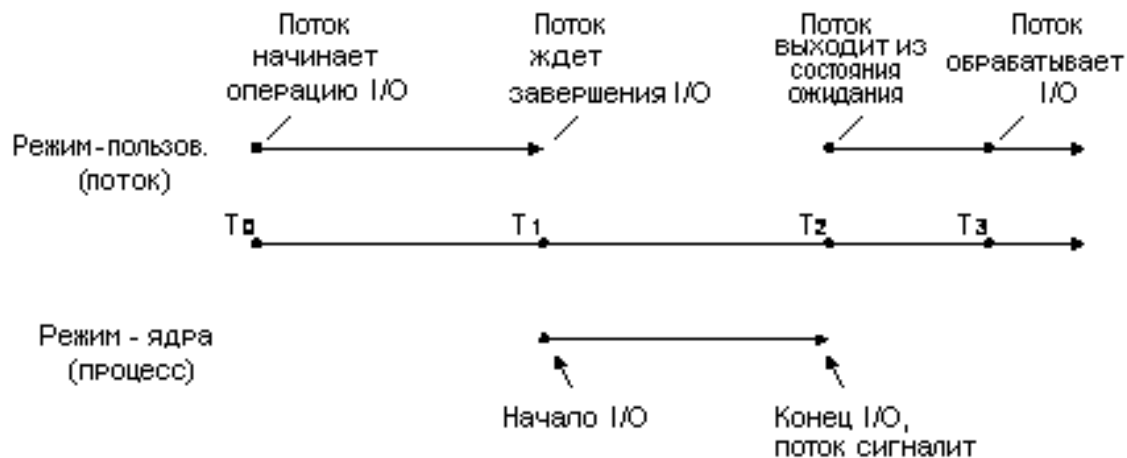 Поток
начинает
операцию I/O
Поток
ждет
завершения I/O
Поток
выходит из
состояния
ожидания
Поток
обрабатывает
I/O
Режим-пользов.
(поток)
T0
T1
T2
T3
Режим - ядра
(процесс)
Начало I/O
Конец I/O,
поток сигналит